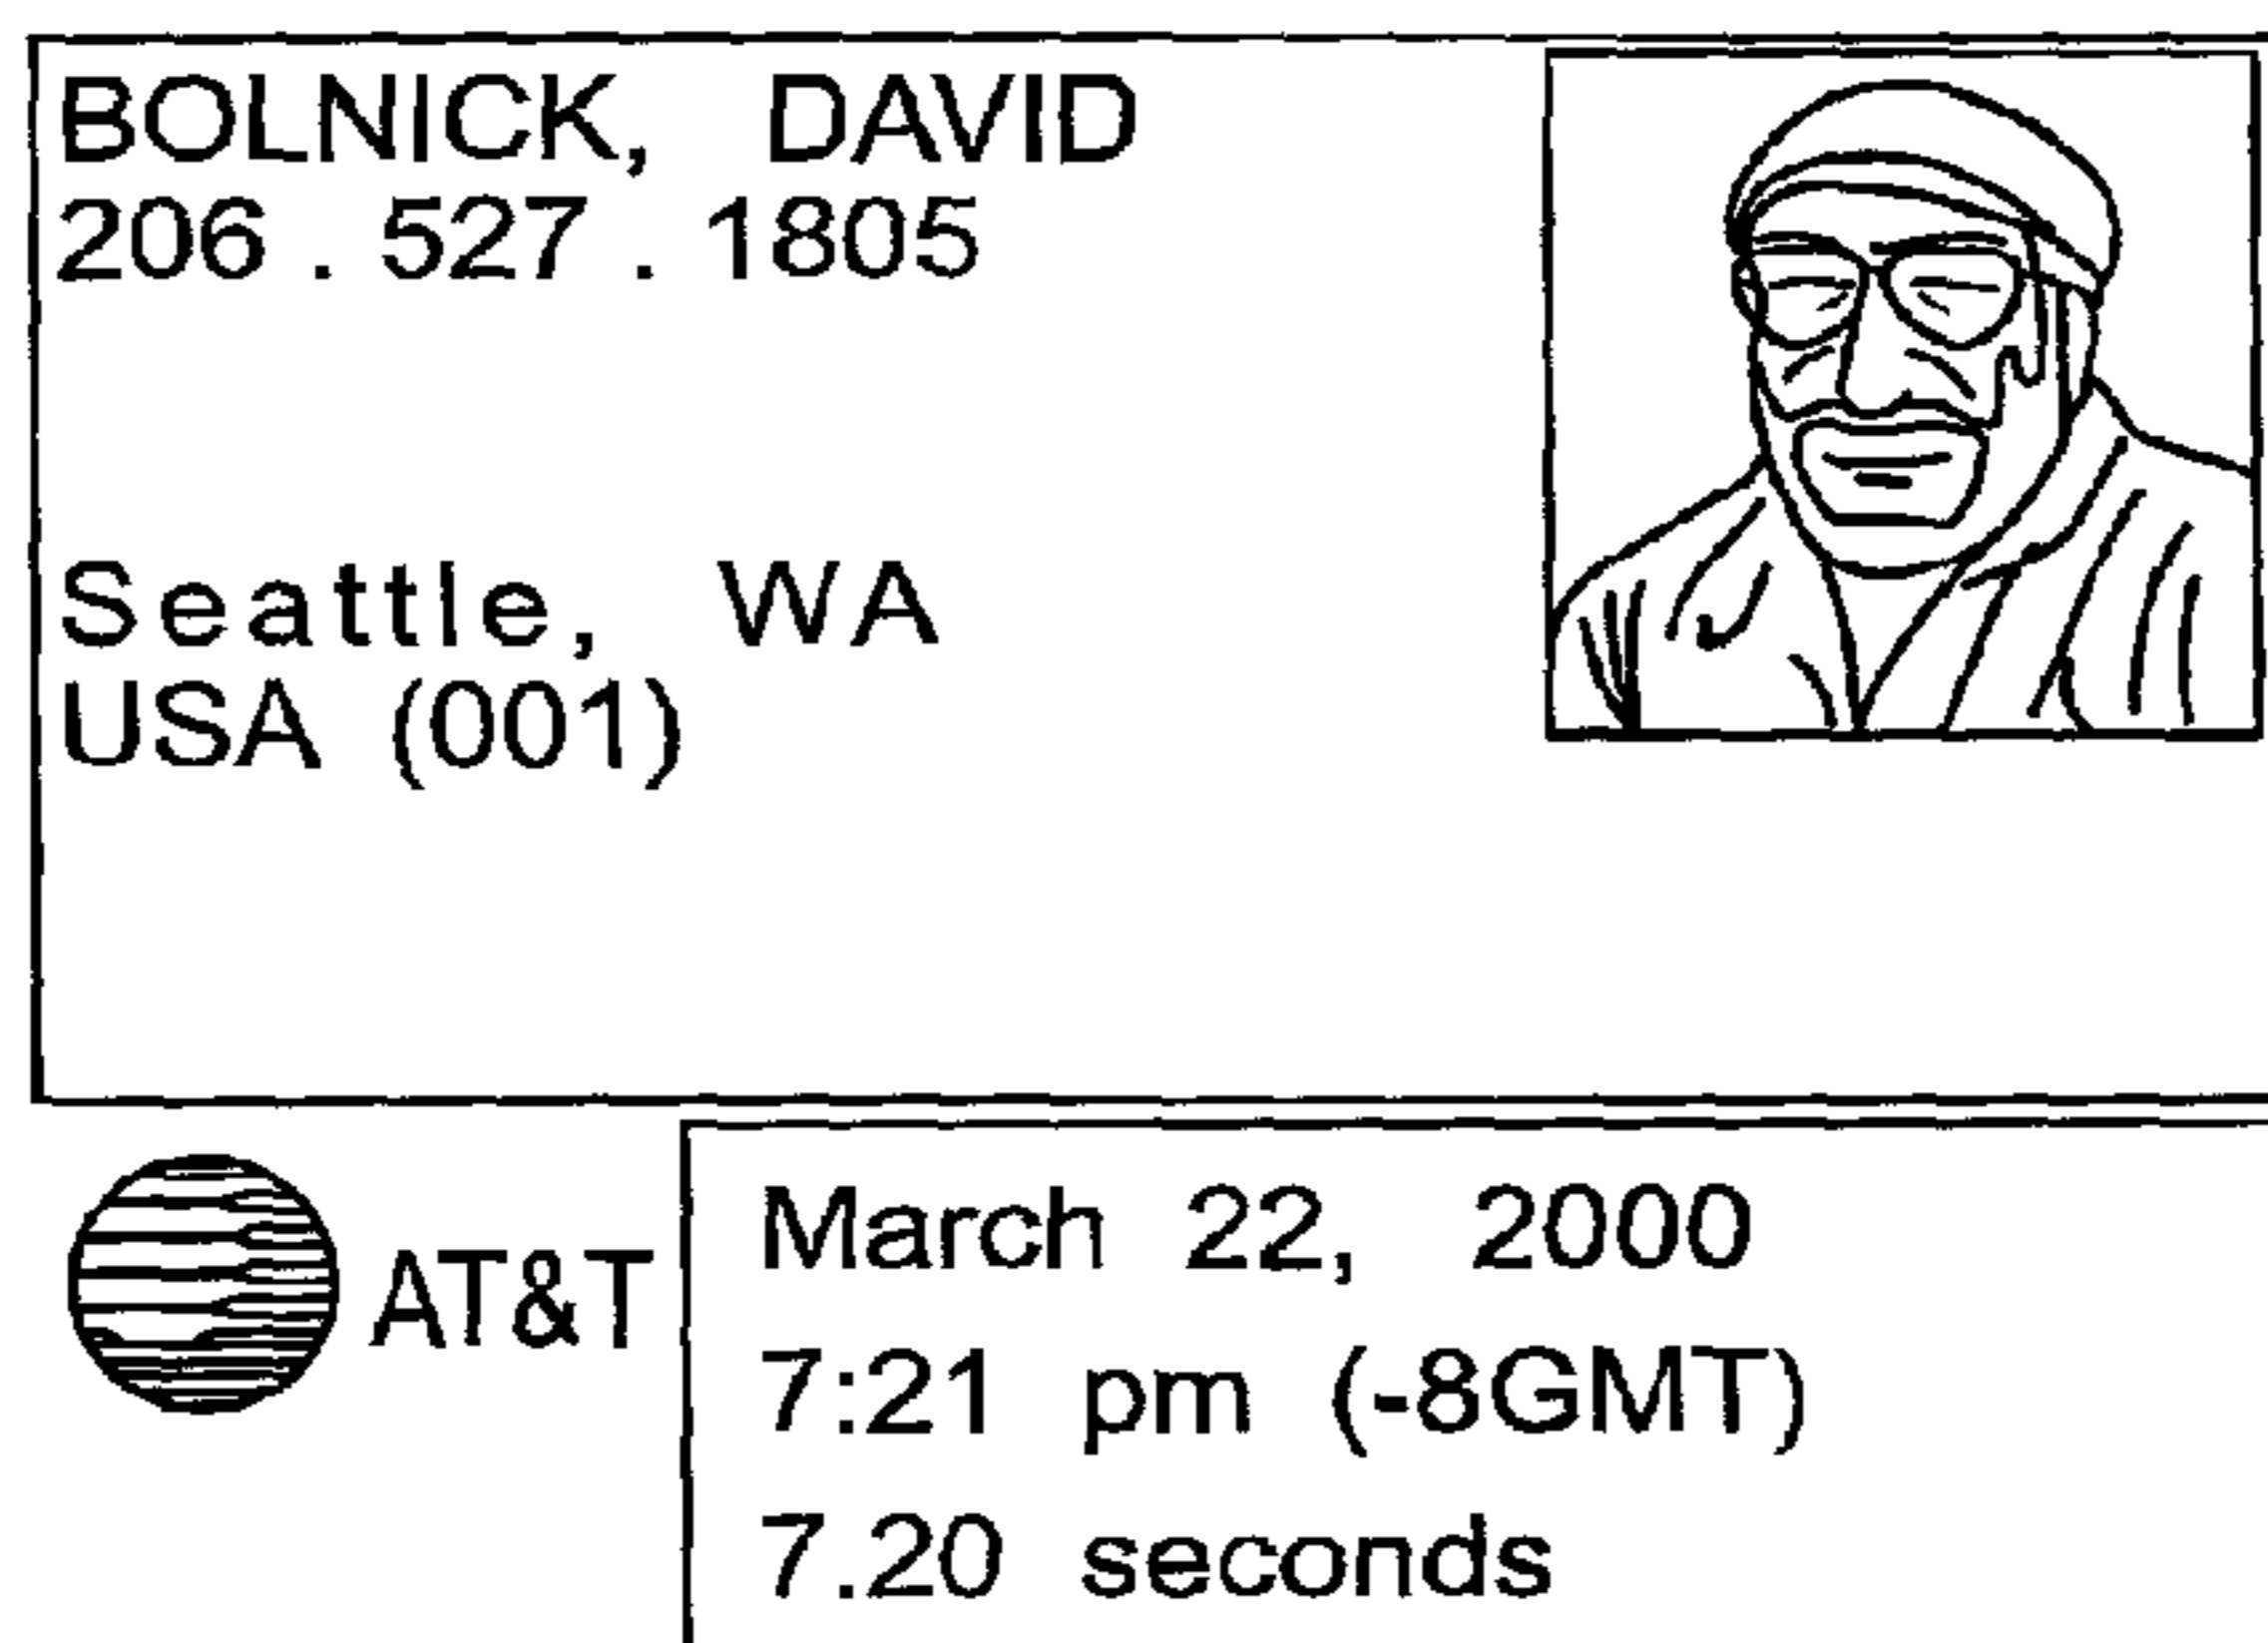 BOLNICK, DAVID
206.527.1805
Seattle, WA
USA (001)
AT&T
March 22, 2000
7:21 pm (-8GMT)
7.20 seconds